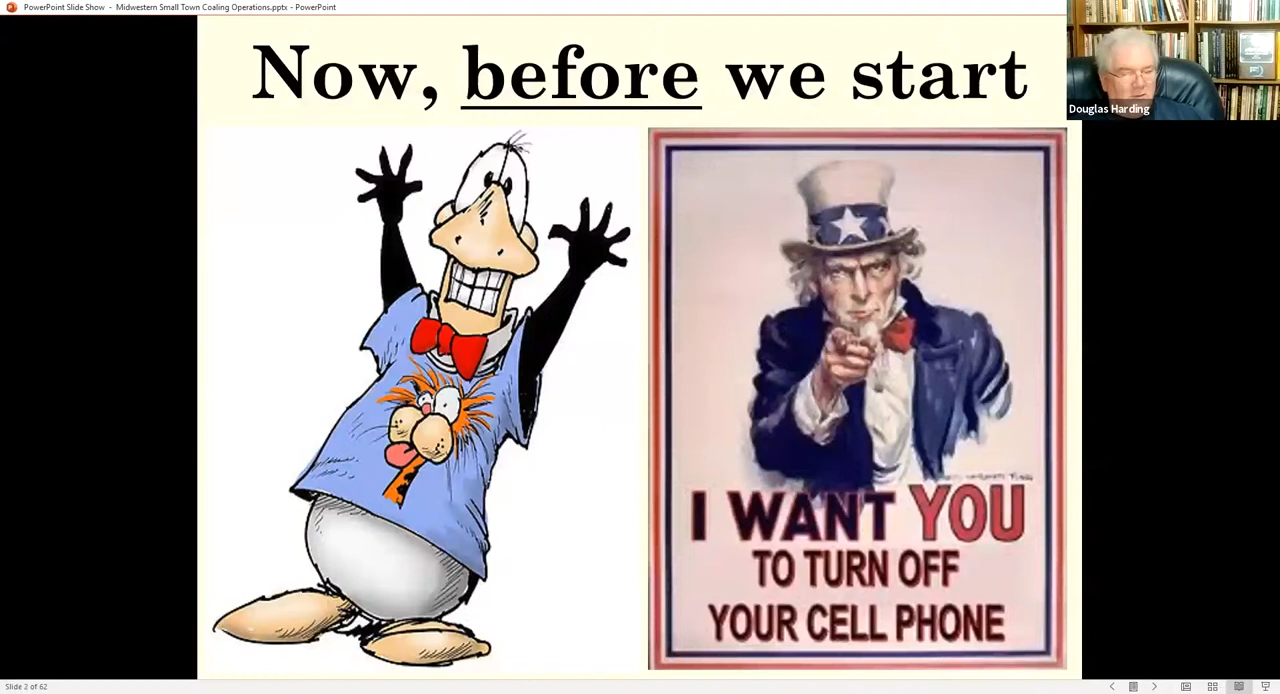 PowerPoint Slide Show - Midwestern Small Town Coaling Operations.pptx - PowerPoint
Now, before we start
Douglas Harding
I WANT YOU
TO TURN OFF
YOUR CELL PHONE
Slide 2 of 62